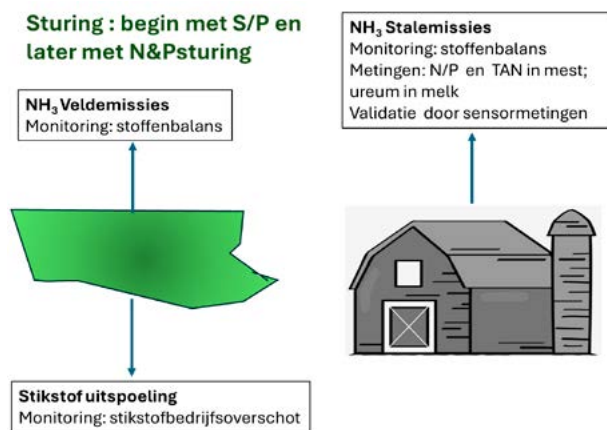 Sturing : begin met S/P en
later met N&Psturing
NH₃ Stalemissies
Monitoring: stoffenbalans
Metingen: N/P en TAN in mest;
ureum in melk
Validatie door sensormetingen
NH₃ Veldemissies
Monitoring: stoffenbalans
Stikstof uitspoeling
Monitoring: stikstofbedrijfsoverschot